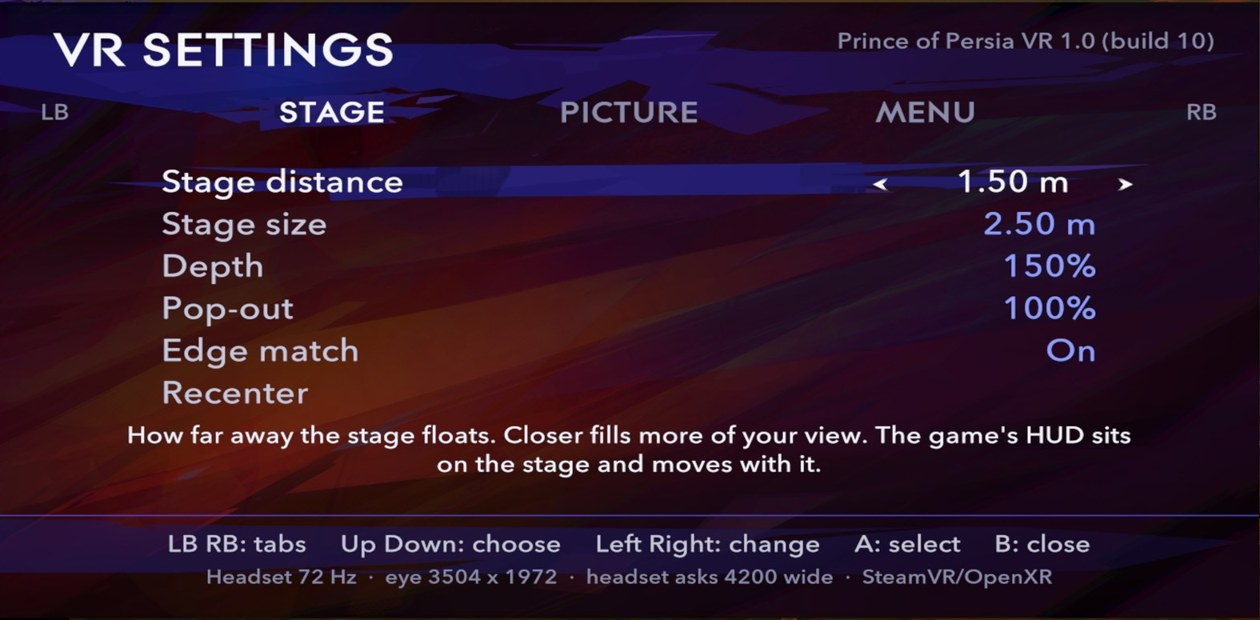 VR SETTINGS
Prince of Persia VR 1.0 (build 10)
LB STAGE PICTURE MENU RB
Stage distance 1.50 m
Stage size 2.50 m
Depth 150%
Pop-out 100%
Edge match On
Recenter
How far away the stage floats. Closer fills more of your view. The game's HUD sits
on the stage and moves with it.
LB RB: tabs Up Down: choose Left Right: change A: select B: close
Headset 72 Hz · eye 3504 x 1972 · headset asks 4200 wide · SteamVR/OpenXR